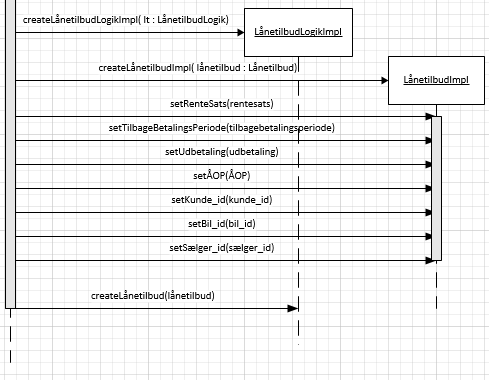 createLånetilbudLogikImpl( lt : LånetilbudLogik)
LånetilbudLogikImpl
createLånetilbudImpl( lånetilbud : Lånetilbud)
LånetilbudImpl
setRenteSats(rentesats)
setTilbageBetalingsPeriode(tilbagebetalingsperiode)
setUdbetaling(udbetaling)
setÅOP(ÅOP)
setKunde_id(kunde_id)
setBil_id(bil_id)
setSælger_id(sælger_id)
createLånetilbud(lånetilbud)